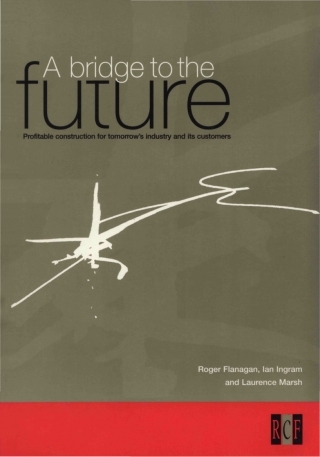 A bridge to the
future
Profitable construction for tomorrow's industry and its customers
Roger Flanagan, Ian Ingram
and Laurence Marsh
RCF